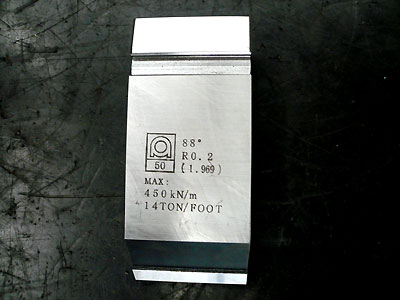 88°
R0.2
50
(1.969)
MAX:
450kN/m
14TON/FOOT